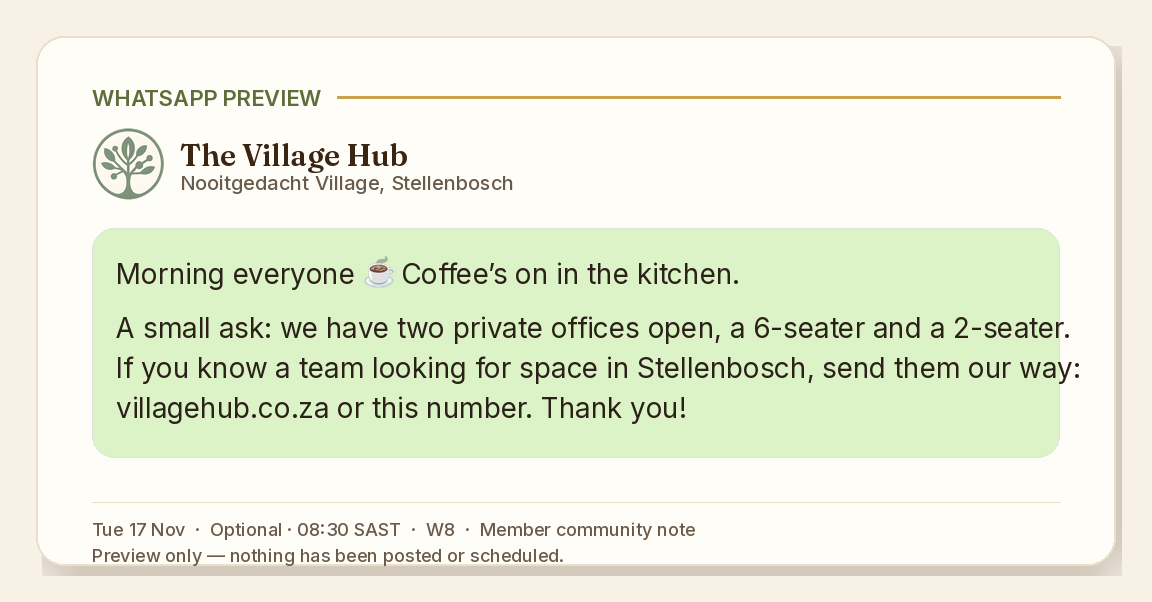 WHATSAPP PREVIEW
The Village Hub
Nooitgedacht Village, Stellenbosch
Morning everyone ☕ Coffee’s on in the kitchen.
A small ask: we have two private offices open, a 6-seater and a 2-seater.
If you know a team looking for space in Stellenbosch, send them our way:
villagehub.co.za or this number. Thank you!
Tue 17 Nov · Optional · 08:30 SAST · W8 · Member community note
Preview only — nothing has been posted or scheduled.